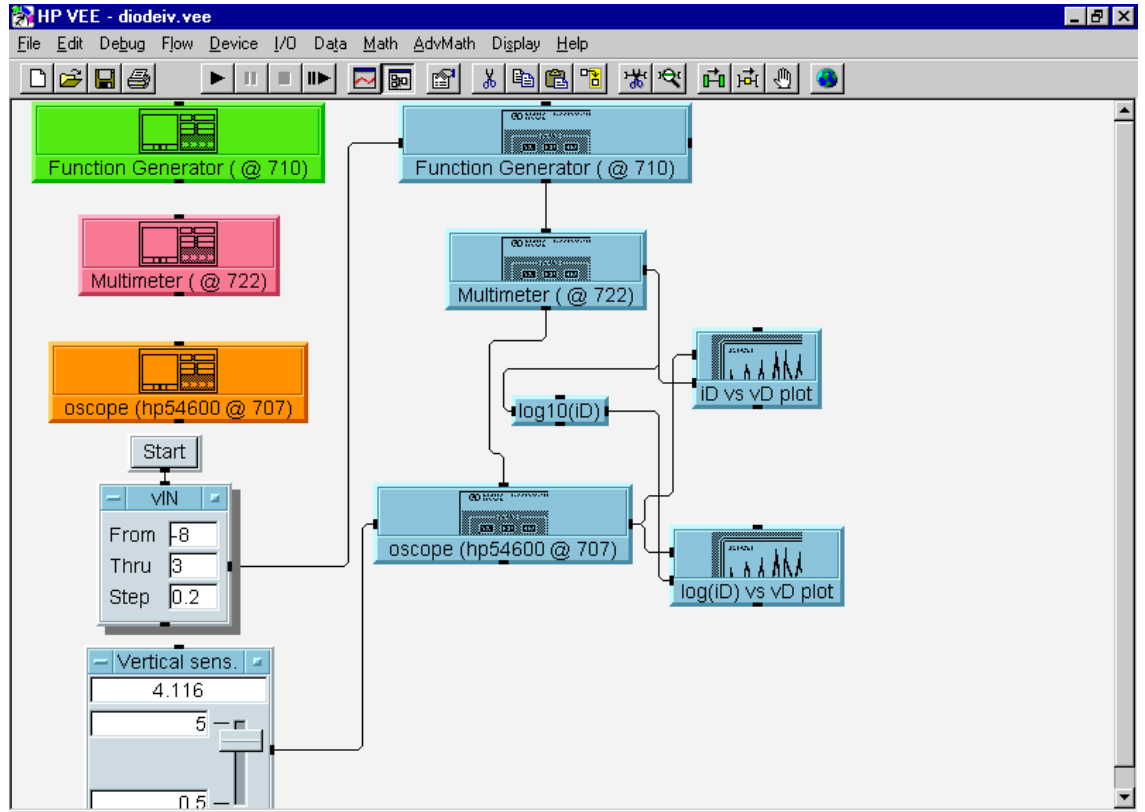 HP VEE - diodeiv.vee
File Edit Debug Flow Device I/O Data Math AdvMath Display Help
Function Generator ( @ 710)
Function Generator ( @ 710)
Multimeter ( @ 722)
Multimeter ( @ 722)
iD vs vD plot
oscope (hp54600 @ 707)
log10(iD)
Start
vIN
From -8
Thru 3
Step 0.2
oscope (hp54600 @ 707)
log(iD) vs vD plot
Vertical sens.
4.116
5
0.5